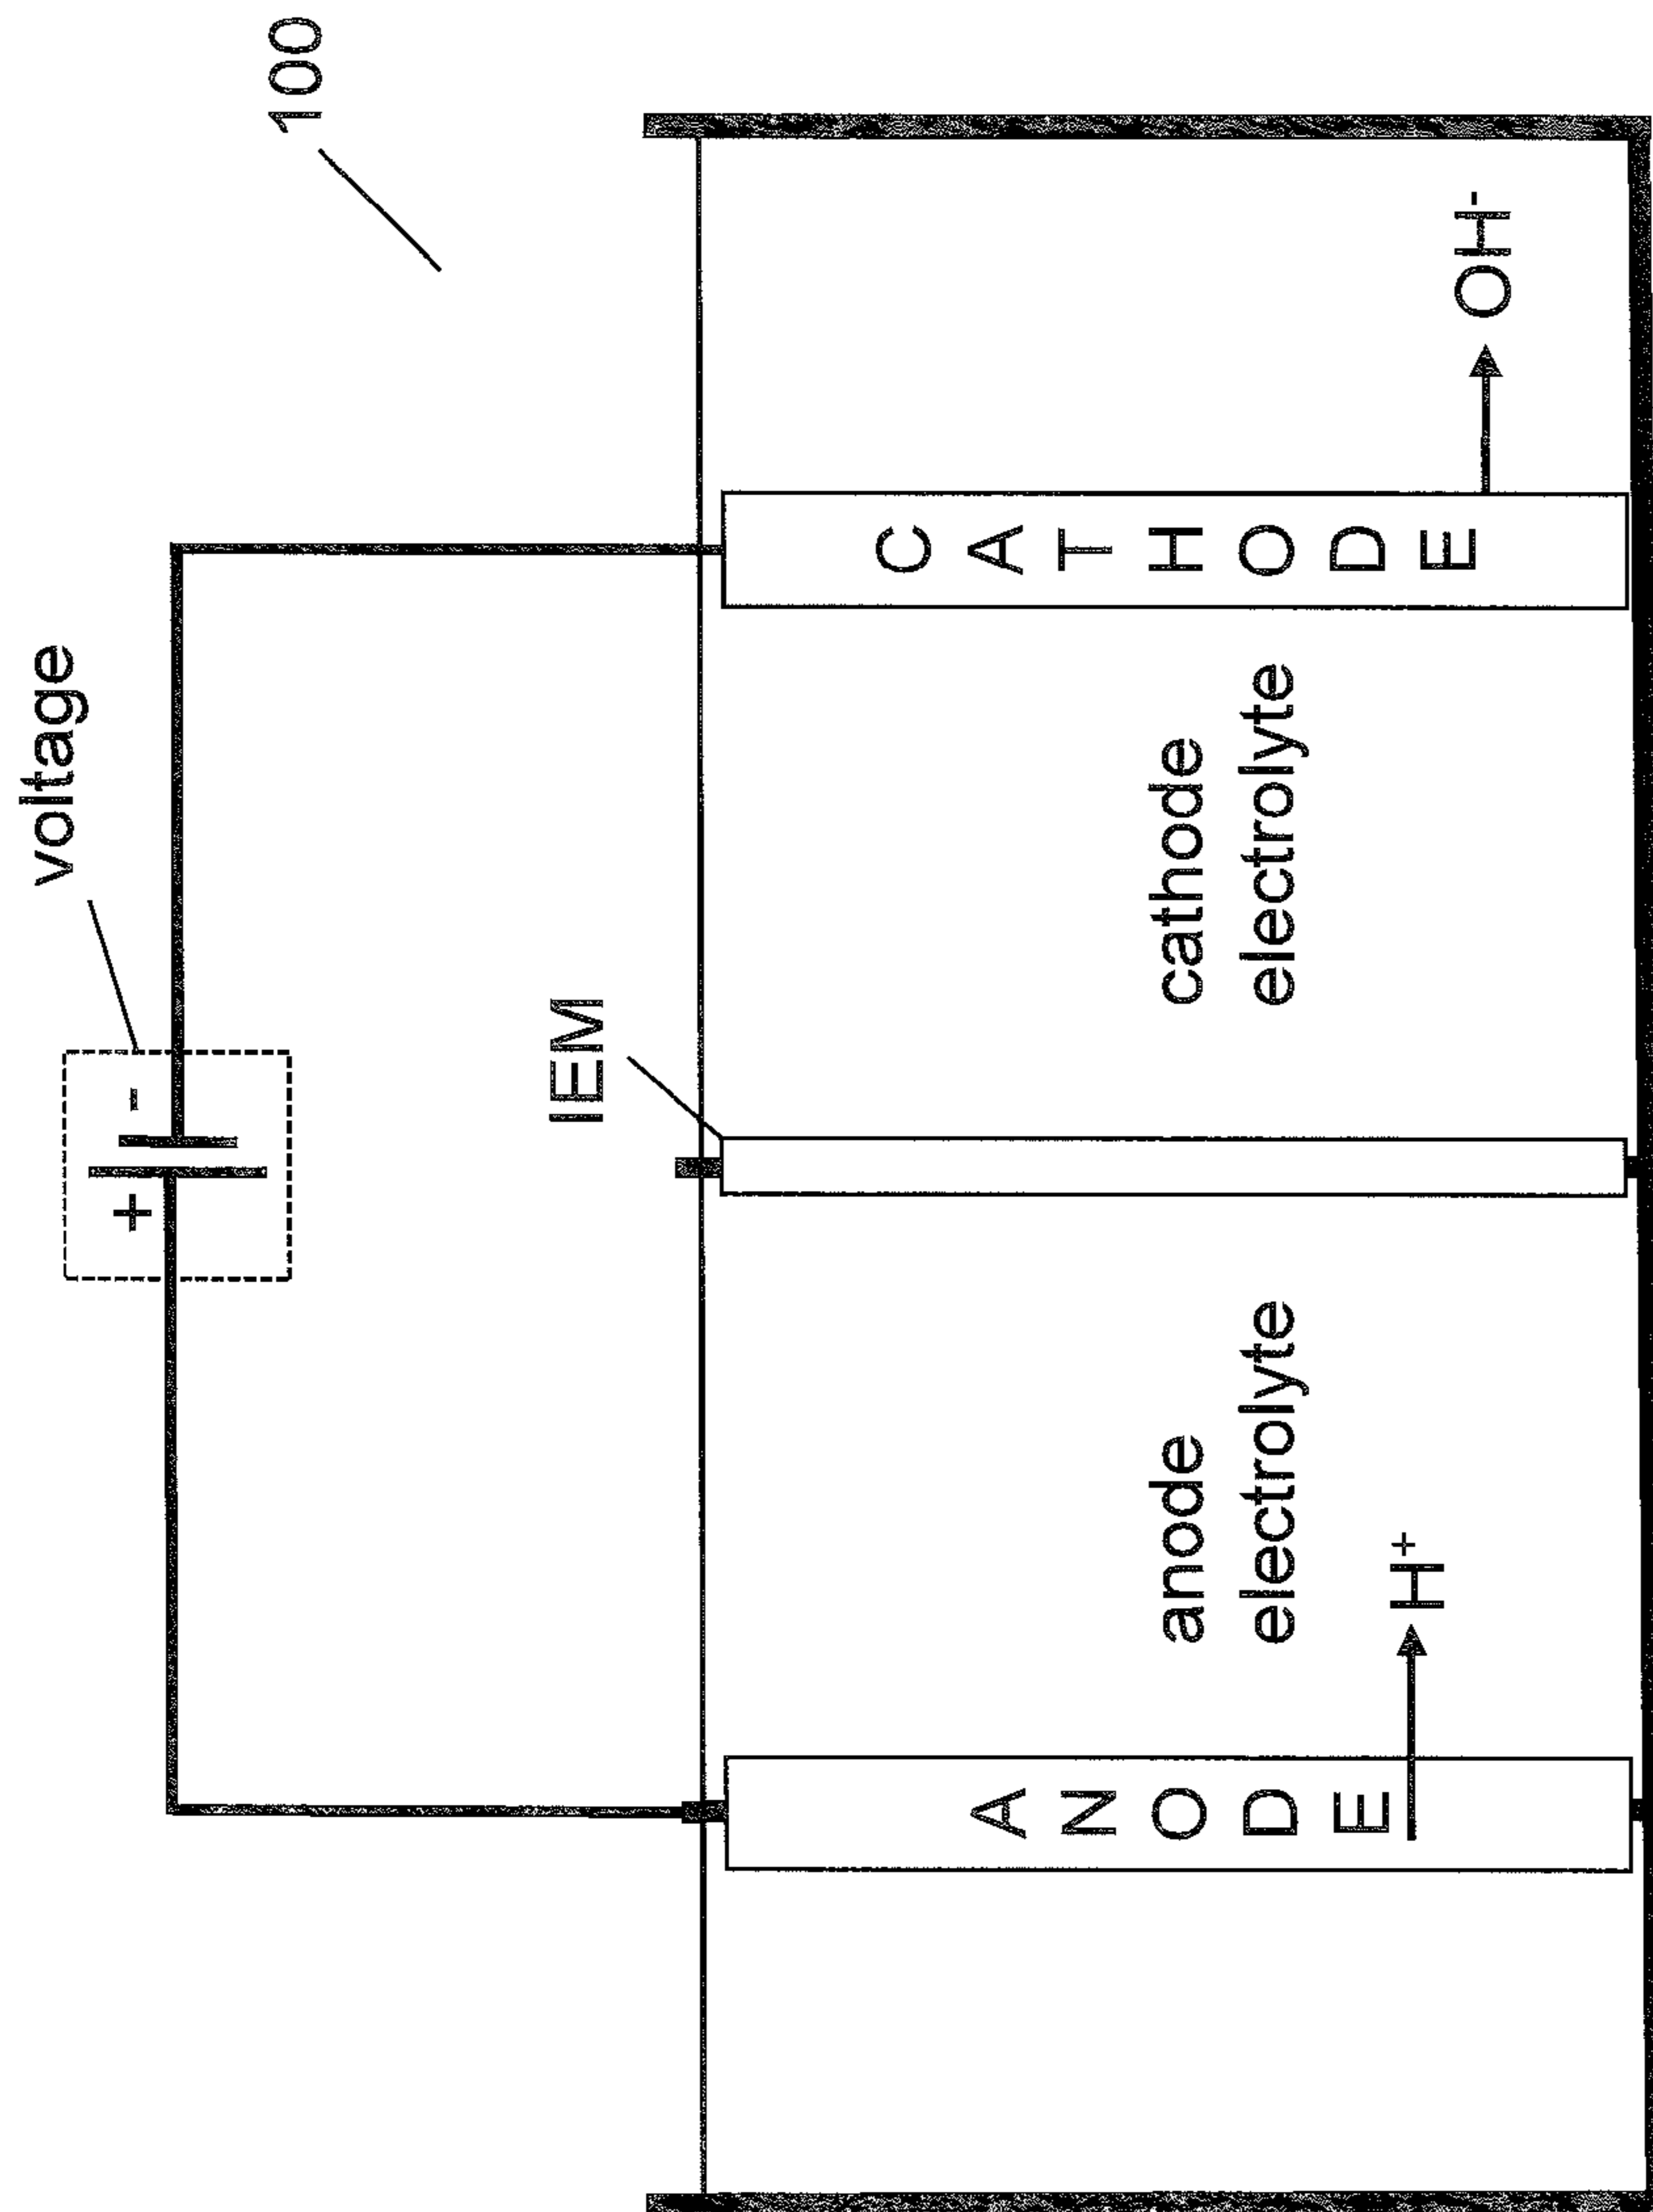 voltage
100
+ -
IEM
CATHODE
ANODE
anode
electrolyte
cathode
electrolyte
H⁺
OH⁻